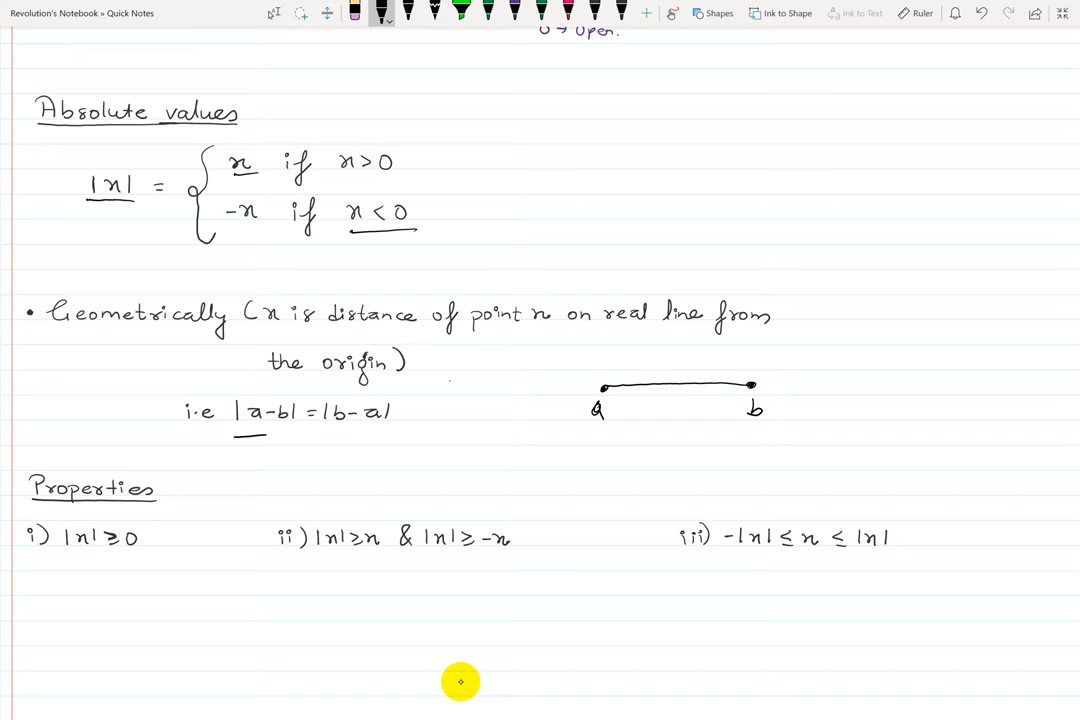 Revolution's Notebook » Quick Notes
Shapes Ink to Shape Ink to Text Ruler
0 → Open.
Absolute values
|x| = { x if x > 0
-x if x < 0
• Geometrically (x is distance of point x on real line from
the origin)
i.e |a-b| = |b-a|
a b
Properties
i) |x| ≥ 0 ii) |x| ≥ x & |x| ≥ -x iii) -|x| ≤ x ≤ |x|